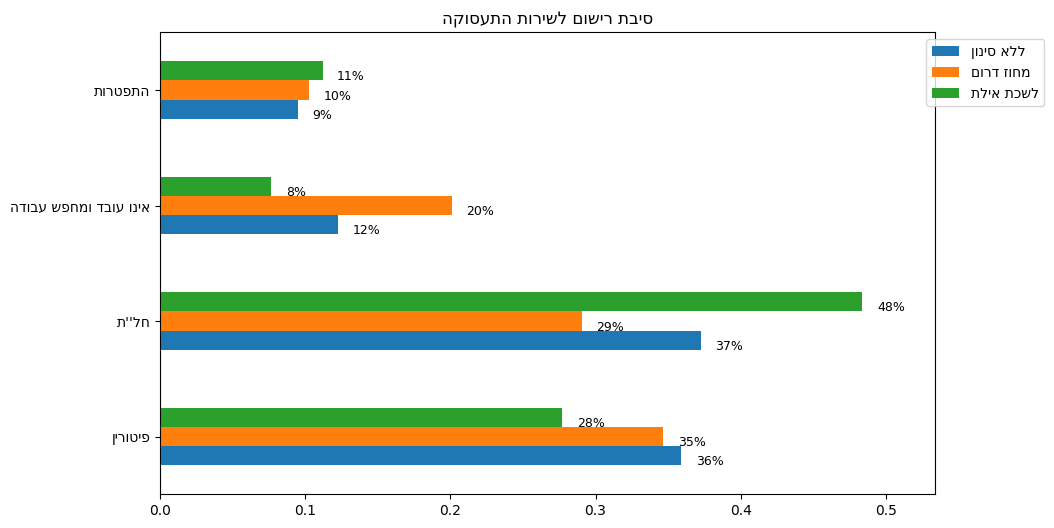 סיבת רישום לשירות התעסוקה
ללא סינון
מחוז דרום
לשכת אילת
התפטרות
11%
10%
9%
אינו עובד ומחפש עבודה
8%
20%
12%
חל''ת
48%
29%
37%
פיטורין
28%
35%
36%
0.0 0.1 0.2 0.3 0.4 0.5